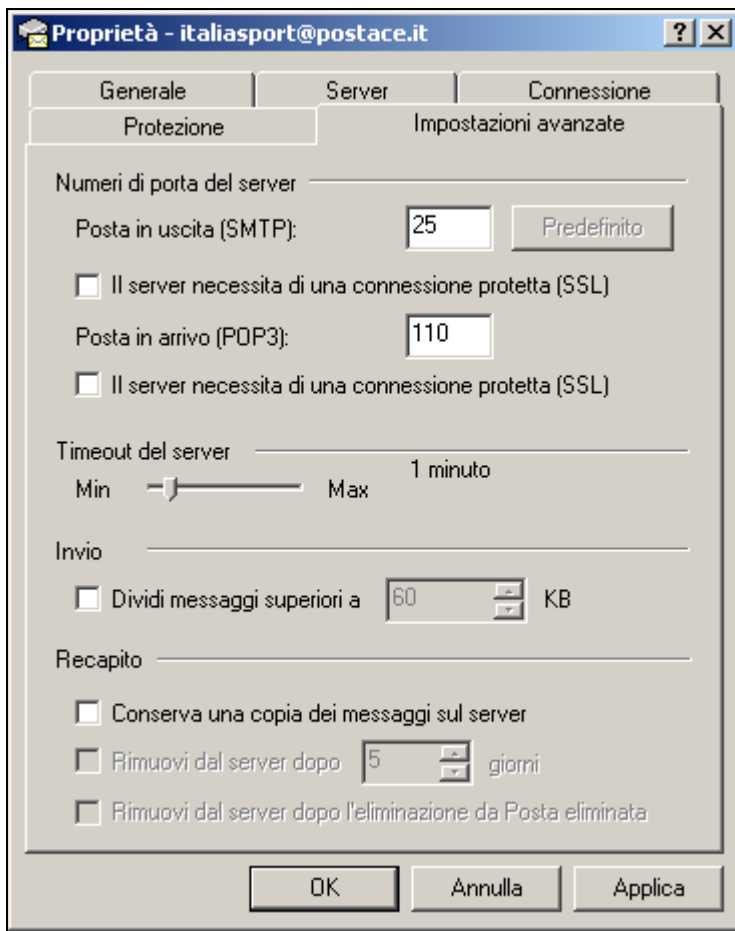 Proprietà - italiasport@postace.it
Generale Server Connessione
Protezione Impostazioni avanzate
Numeri di porta del server
Posta in uscita (SMTP): 25 Predefinito
Il server necessita di una connessione protetta (SSL)
Posta in arrivo (POP3): 110
Il server necessita di una connessione protetta (SSL)
Timeout del server
Min Max 1 minuto
Invio
Dividi messaggi superiori a 60 KB
Recapito
Conserva una copia dei messaggi sul server
Rimuovi dal server dopo 5 giorni
Rimuovi dal server dopo l'eliminazione da Posta eliminata
OK Annulla Applica